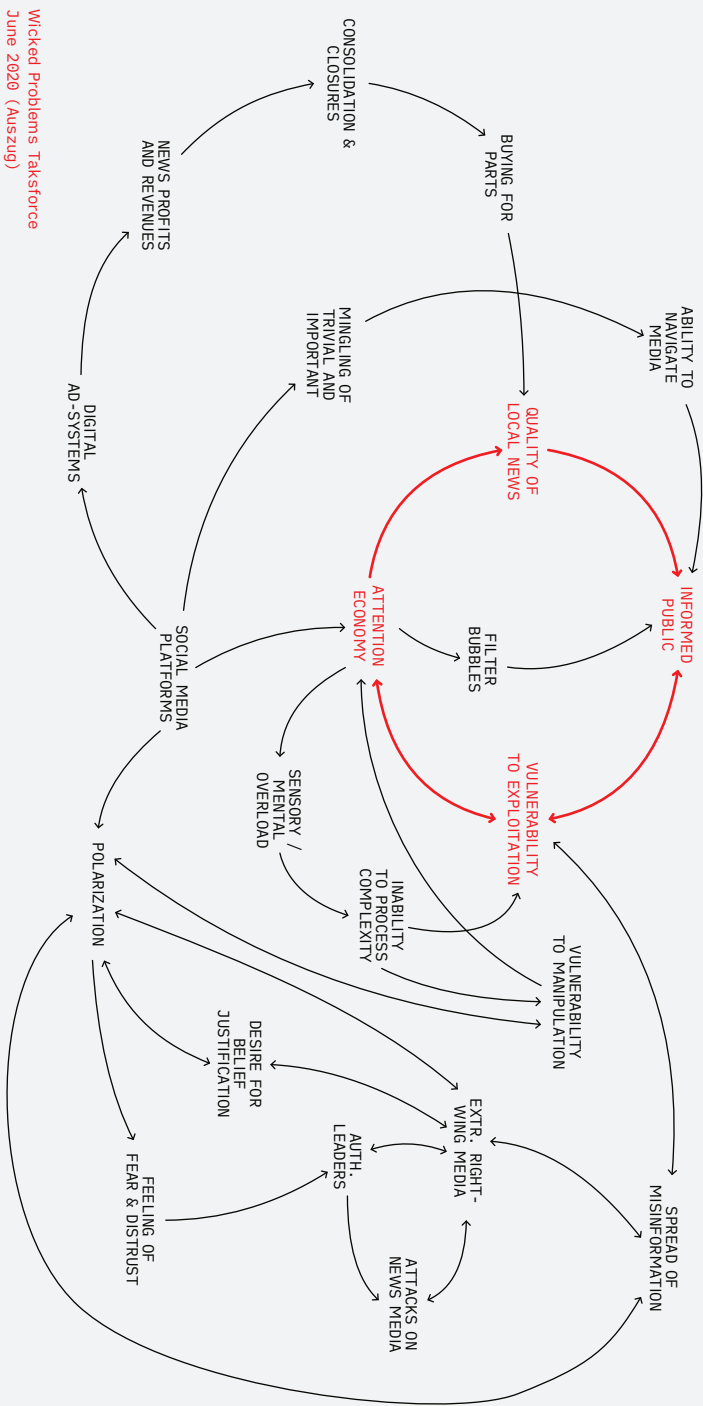 ABILITY TO
NAVIGATE
MEDIA
INFORMED
PUBLIC
SPREAD OF
MISINFORMATION
BUYING FOR
PARTS
QUALITY OF
LOCAL NEWS
FILTER
BUBBLES
VULNERABILITY
TO EXPLOITATION
VULNERABILITY
TO MANIPULATION
EXTR. RIGHT-
WING MEDIA
CONSOLIDATION &
CLOSURES
MINGLING OF
TRIVIAL AND
IMPORTANT
ATTENTION
ECONOMY
SENSORY /
MENTAL
OVERLOAD
INABILITY
TO PROCESS
COMPLEXITY
AUTH.
LEADERS
ATTACKS ON
NEWS MEDIA
DESIRE FOR
BELIEF
JUSTIFICATION
NEWS PROFITS
AND REVENUES
DIGITAL
AD-SYSTEMS
SOCIAL MEDIA
PLATFORMS
POLARIZATION
FEELING OF
FEAR & DISTRUST
Wicked Problems Taksforce
June 2020 (Auszug)